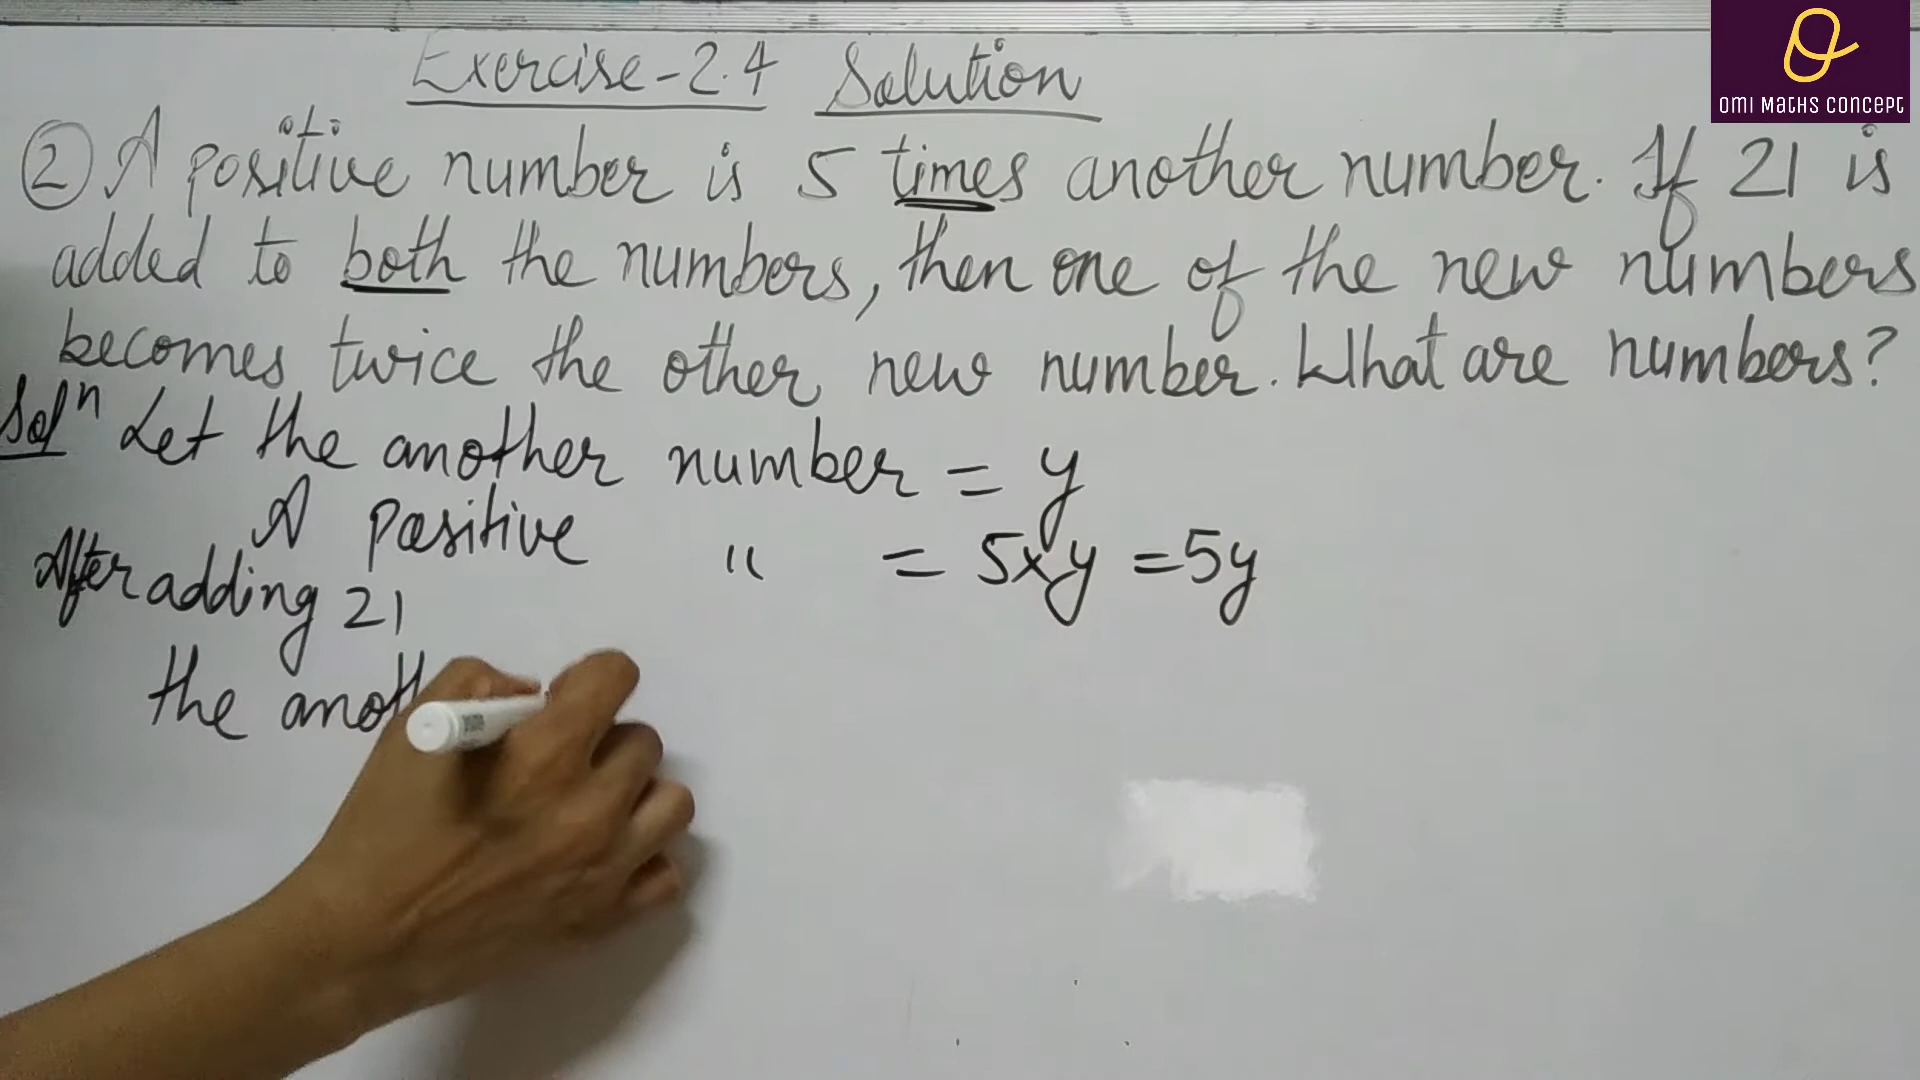 Exercise-2.4 Solution
OMI MATHS CONCEPT
② A positive number is 5 times another number. If 21 is
added to both the numbers, then one of the new numbers
becomes twice the other new number. What are numbers?
Solⁿ Let the another number = y
A positive " = 5xy = 5y
After adding 21
the anoth